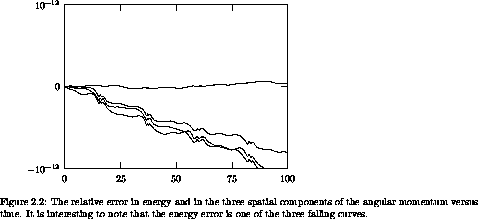 10^-12
0
-10^-12
0 25 50 75 100
Figure 2.2: The relative error in energy and in the three spatial components of the angular momentum versus
time. It is interesting to note that the energy error is one of the three falling curves.